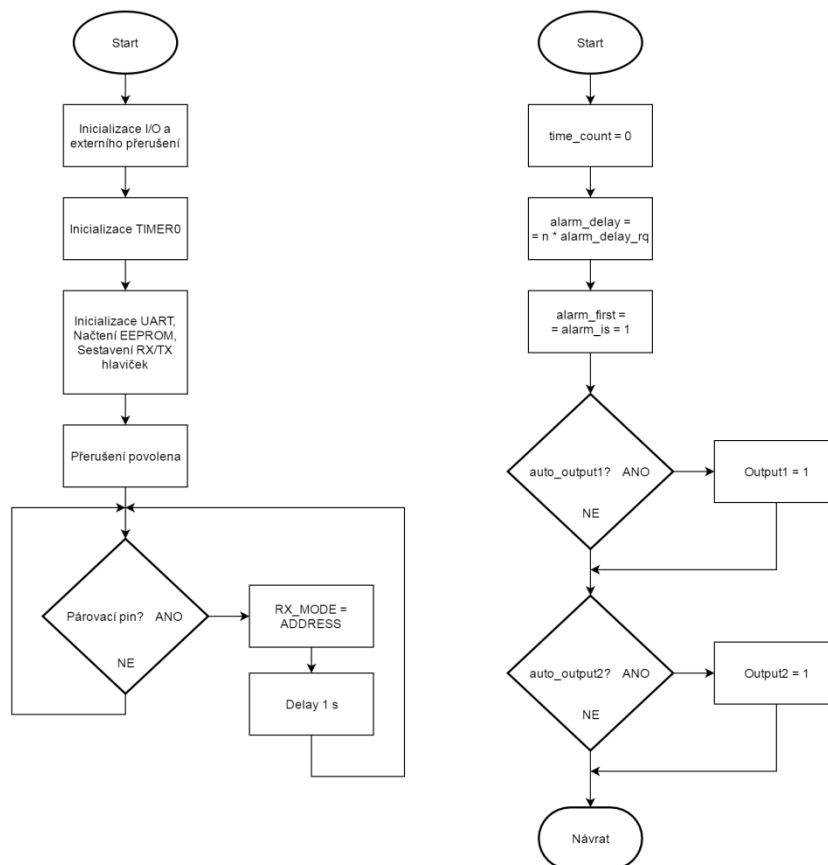 Start
Inicializace I/O a
externího přerušení
Inicializace TIMER0
Inicializace UART,
Načtení EEPROM,
Sestavení RX/TX
hlaviček
Přerušení povolena
Párovací pin? ANO
NE
RX_MODE =
ADDRESS
Delay 1 s
Start
time_count = 0
alarm_delay =
= n * alarm_delay_rq
alarm_first =
= alarm_is = 1
auto_output1? ANO
NE
Output1 = 1
auto_output2? ANO
NE
Output2 = 1
Návrat